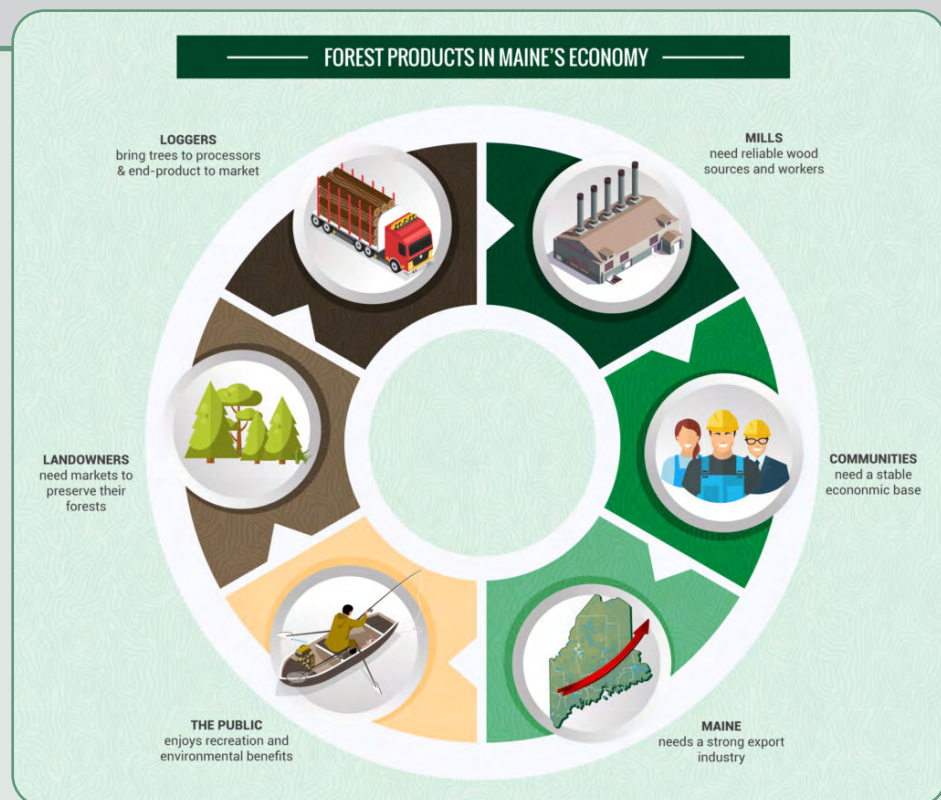 FOREST PRODUCTS IN MAINE'S ECONOMY
LOGGERS
bring trees to processors
& end-product to market
MILLS
need reliable wood
sources and workers
LANDOWNERS
need markets to
preserve their
forests
COMMUNITIES
need a stable
econonmic base
THE PUBLIC
enjoys recreation and
environmental benefits
MAINE
needs a strong export
industry